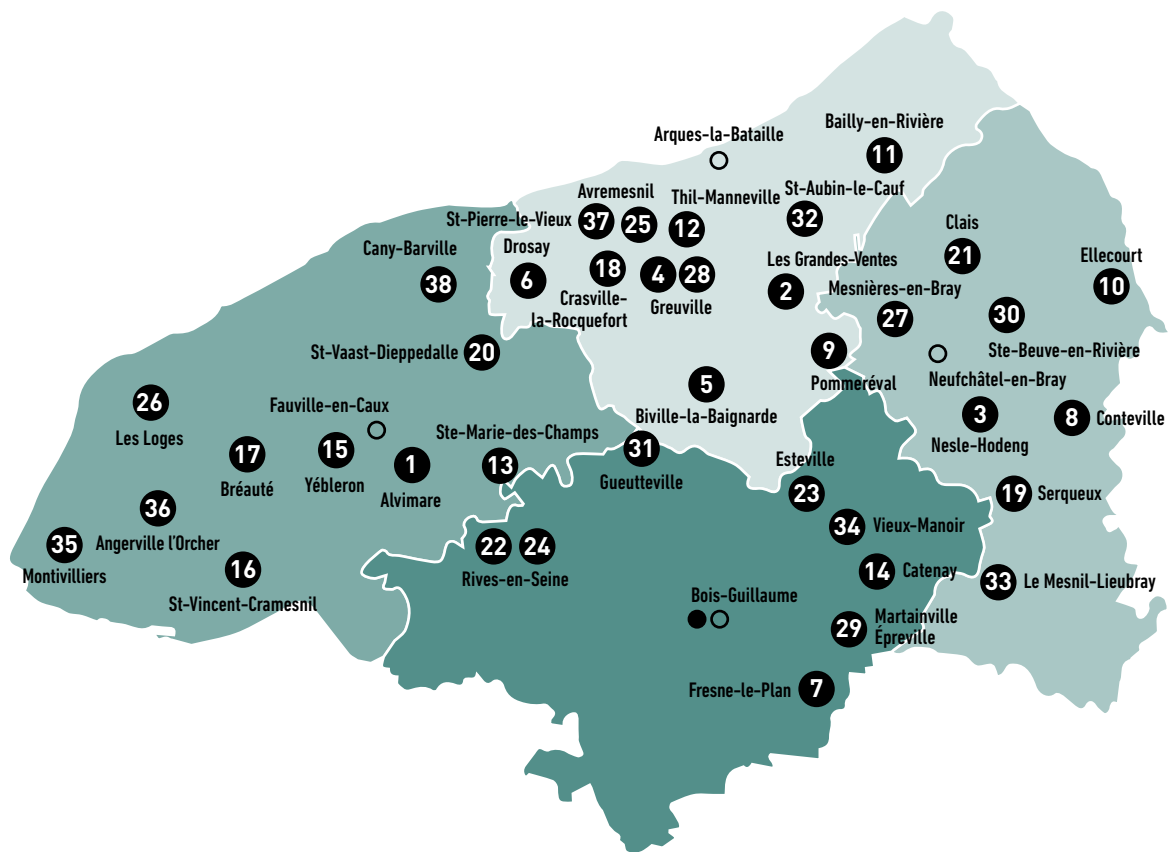 Bailly-en-Rivière
11
Arques-la-Bataille
St-Aubin-le-Cauf
32
Avremesnil
25
Thil-Manneville
12
St-Pierre-le-Vieux
37
Clais
21
Cany-Barville
38
Drosay
6
18
Crasville-
la-Rocquefort
4
28
Greuville
Les Grandes-Ventes
2
Ellecourt
10
Mesnières-en-Bray
27
30
Ste-Beuve-en-Rivière
St-Vaast-Dieppedalle
20
9
Pommeréval
Neufchâtel-en-Bray
5
Biville-la-Baignarde
26
Les Loges
Fauville-en-Caux
3
Nesle-Hodeng
8
Conteville
17
Bréauté
15
Yébleron
1
Alvimare
Ste-Marie-des-Champs
13
31
Gueutteville
Esteville
23
19
Serqueux
36
Angerville l'Orcher
34
Vieux-Manoir
35
Montivilliers
22
24
Rives-en-Seine
16
St-Vincent-Cramesnil
14
Catenay
33
Le Mesnil-Lieubray
Bois-Guillaume
29
Martainville
Épreville
Fresne-le-Plan
7